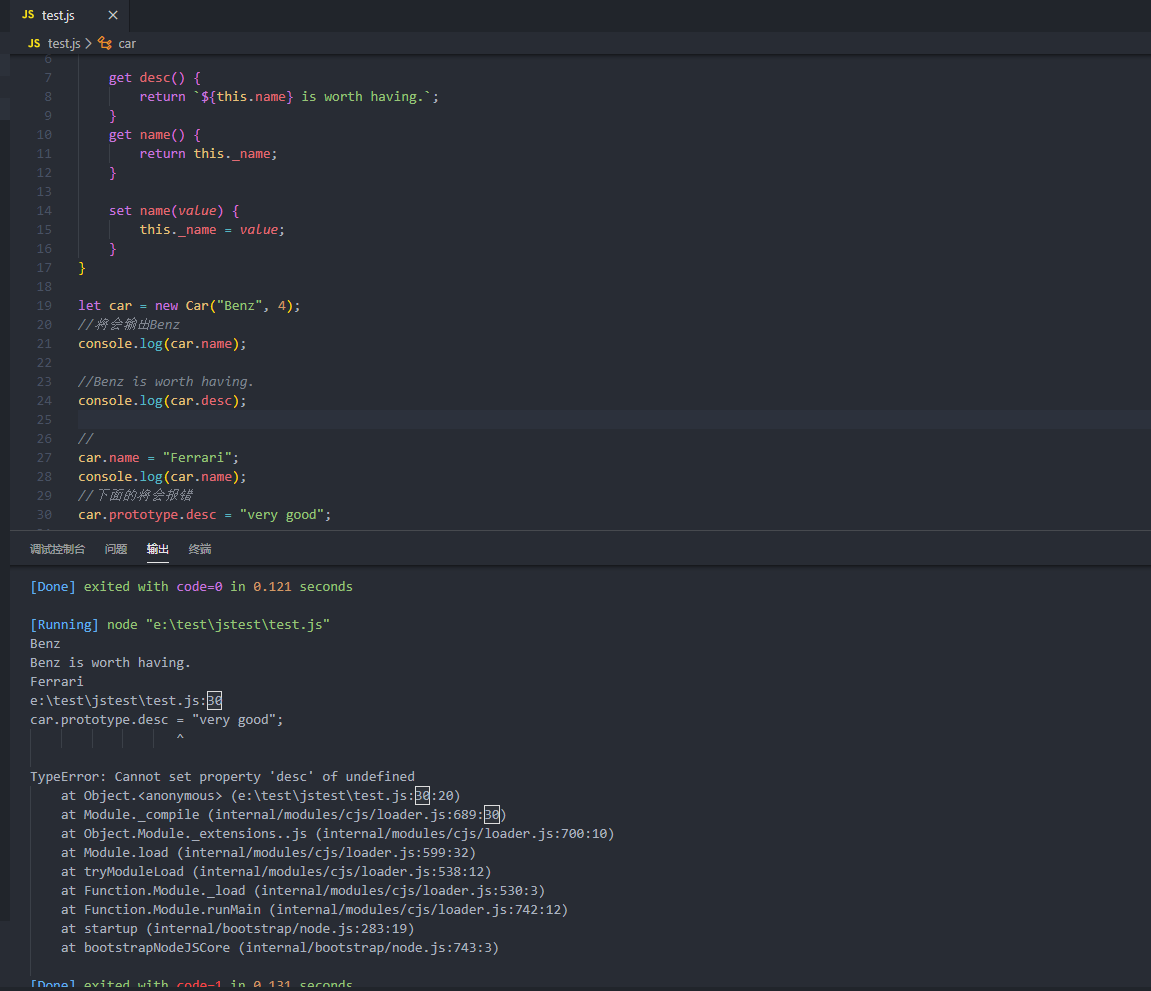 JS test.js ×
JS test.js > car
6
7 get desc() {
8 return `${this.name} is worth having.`;
9 }
10 get name() {
11 return this._name;
12 }
13
14 set name(value) {
15 this._name = value;
16 }
17 }
18
19 let car = new Car("Benz", 4);
20 //将会输出Benz
21 console.log(car.name);
22
23 //Benz is worth having.
24 console.log(car.desc);
25
26 //
27 car.name = "Ferrari";
28 console.log(car.name);
29 //下面的将会报错
30 car.prototype.desc = "very good";
调试控制台 问题 输出 终端
[Done] exited with code=0 in 0.121 seconds
[Running] node "e:\test\jstest\test.js"
Benz
Benz is worth having.
Ferrari
e:\test\jstest\test.js:30
car.prototype.desc = "very good";
^
TypeError: Cannot set property 'desc' of undefined
at Object.<anonymous> (e:\test\jstest\test.js:30:20)
at Module._compile (internal/modules/cjs/loader.js:689:30)
at Object.Module._extensions..js (internal/modules/cjs/loader.js:700:10)
at Module.load (internal/modules/cjs/loader.js:599:32)
at tryModuleLoad (internal/modules/cjs/loader.js:538:12)
at Function.Module._load (internal/modules/cjs/loader.js:530:3)
at Function.Module.runMain (internal/modules/cjs/loader.js:742:12)
at startup (internal/bootstrap/node.js:283:19)
at bootstrapNodeJSCore (internal/bootstrap/node.js:743:3)
[Done] exited with code=1 in 0.131 seconds